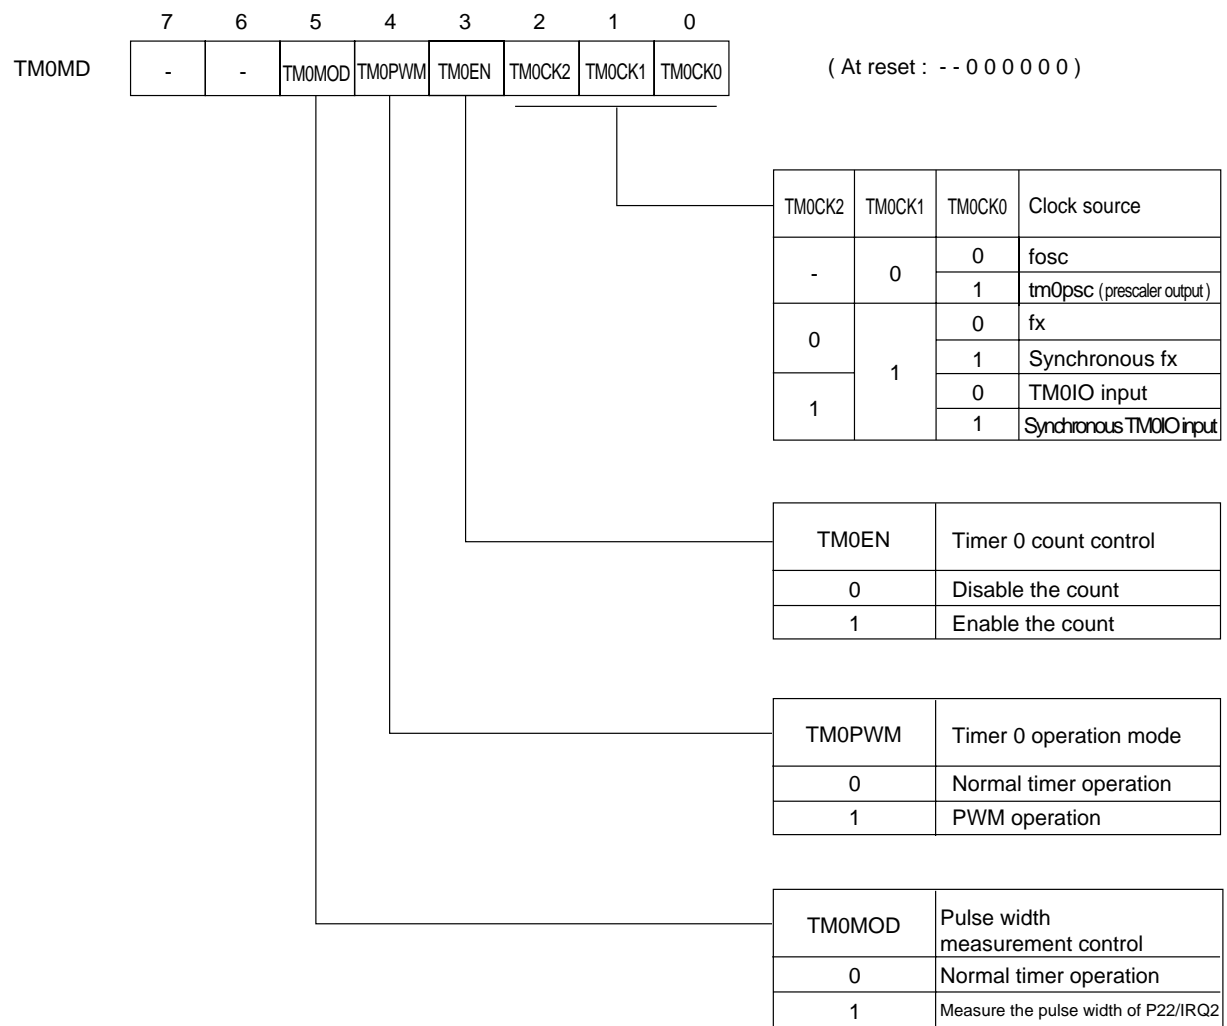 7 6 5 4 3 2 1 0
TM0MD - - TM0MOD TM0PWM TM0EN TM0CK2 TM0CK1 TM0CK0 ( At reset : - - 0 0 0 0 0 0 )
TM0CK2 TM0CK1 TM0CK0 Clock source
- 0 0 fosc
1 tm0psc ( prescaler output )
0 1 0 fx
1 Synchronous fx
1 0 TM0IO input
1 Synchronous TM0IO input
TM0EN Timer 0 count control
0 Disable the count
1 Enable the count
TM0PWM Timer 0 operation mode
0 Normal timer operation
1 PWM operation
TM0MOD Pulse width
measurement control
0 Normal timer operation
1 Measure the pulse width of P22/IRQ2